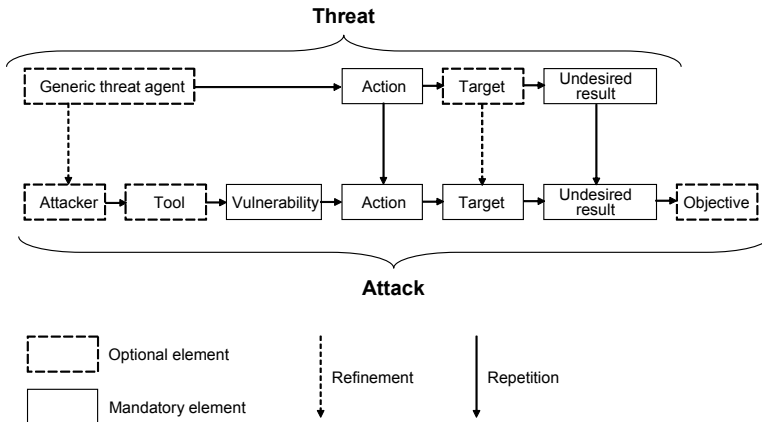 Threat
Generic threat agent
Action
Target
Undesired
result
Attacker
Tool
Vulnerability
Action
Target
Undesired
result
Objective
Attack
Optional element
Mandatory element
Refinement
Repetition